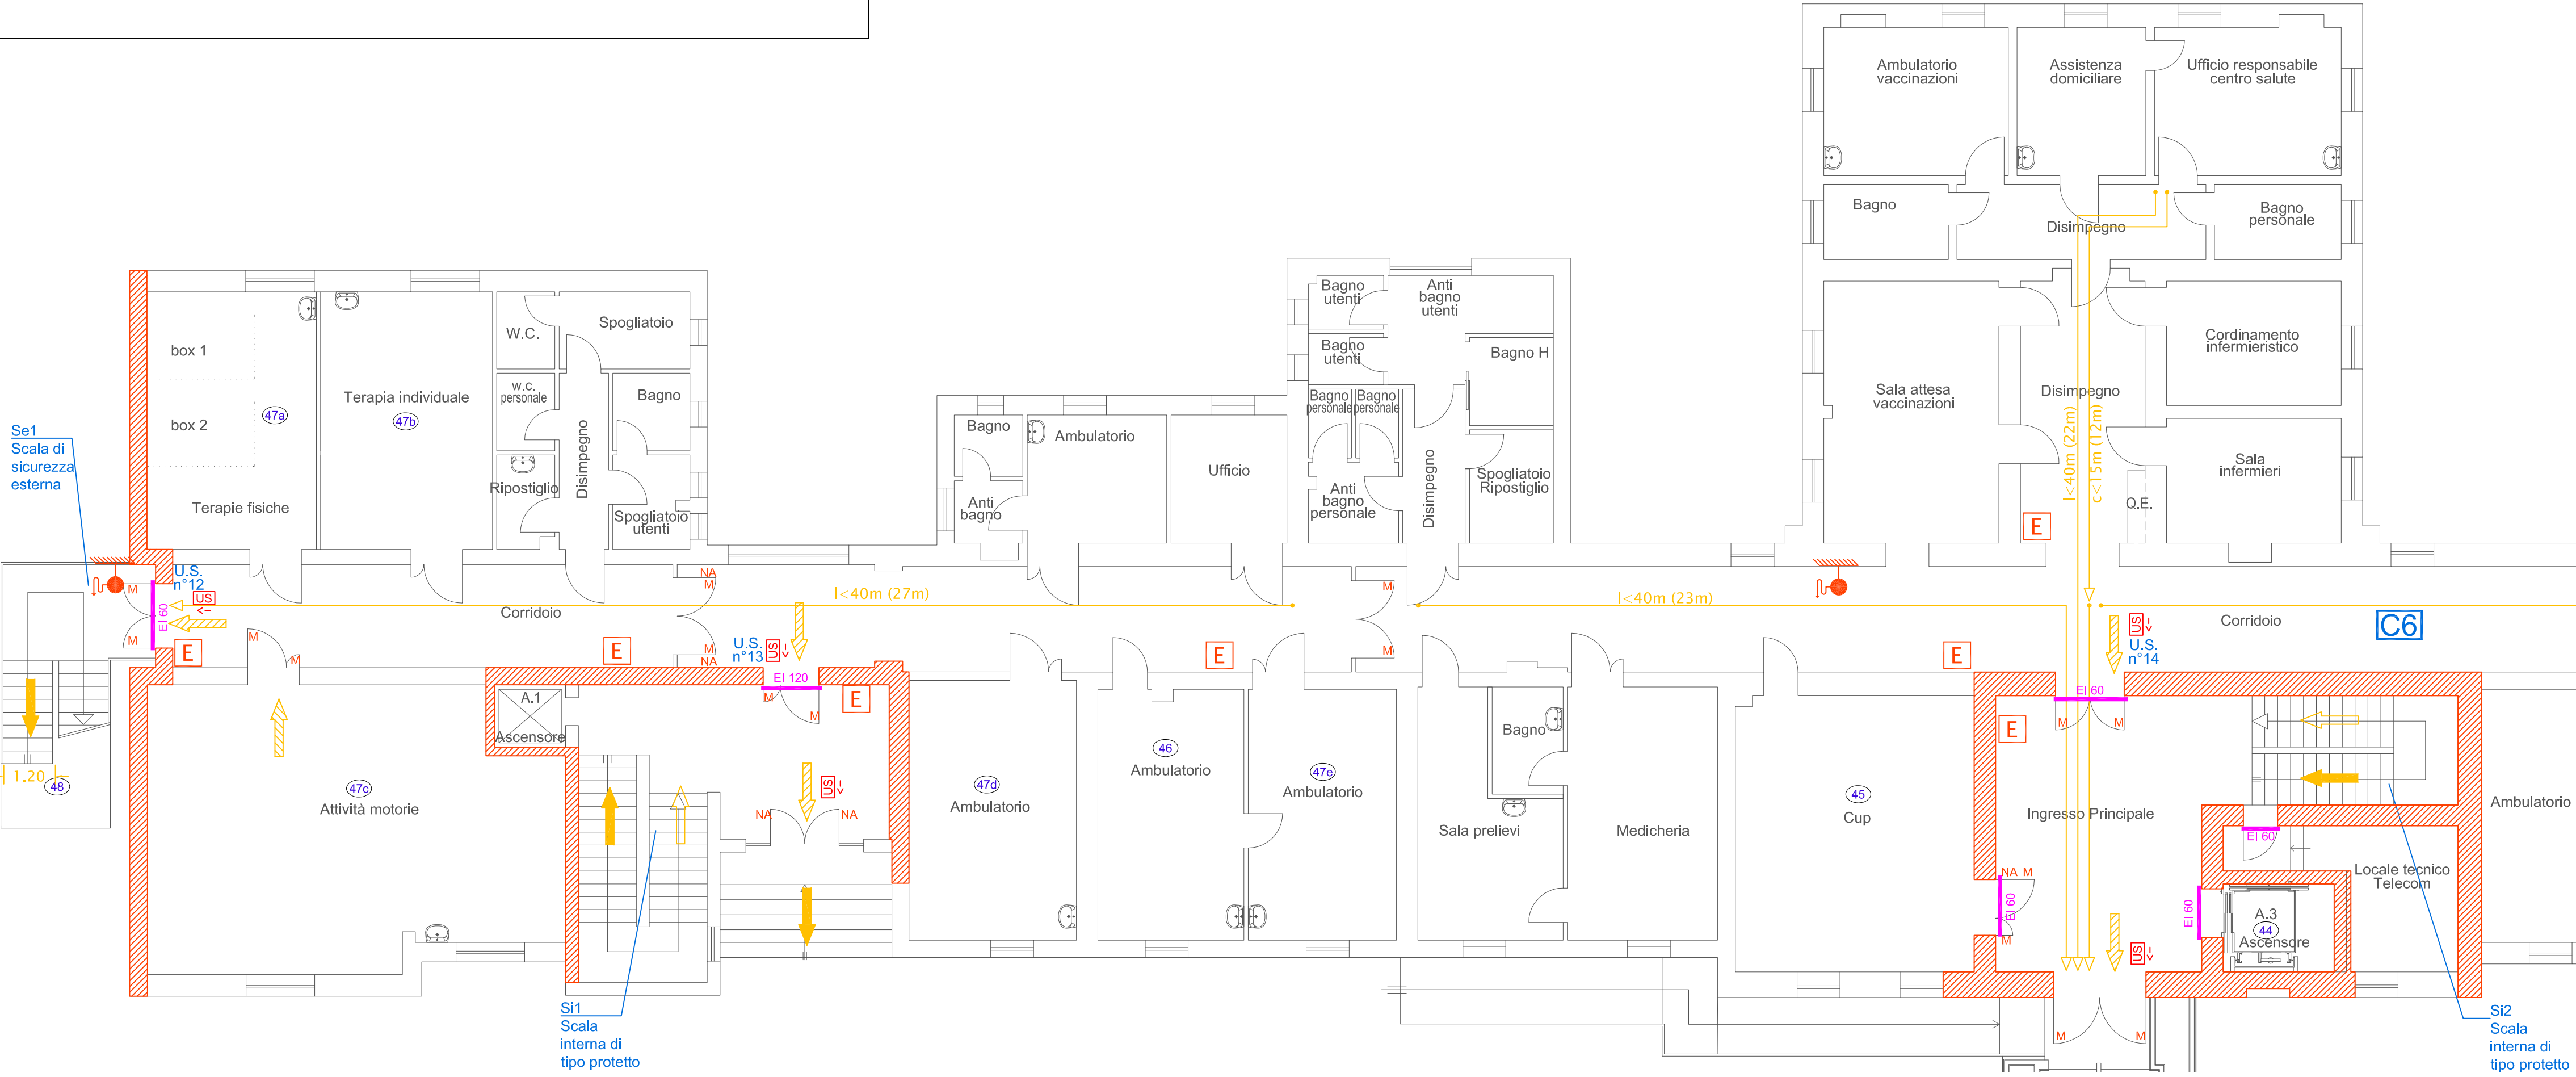 Ambulatorio
vaccinazioni
Assistenza
domiciliare
Ufficio responsabile
centro salute
Bagno
Disimpegno
Bagno
personale
Bagno
utenti
Anti
bagno
utenti
Bagno
utenti
Bagno H
Bagno
personale
Bagno
personale
Anti
bagno
personale
Disimpegno
Spogliatoio
Ripostiglio
Sala attesa
vaccinazioni
Disimpegno
Cordinamento
infermieristico
Sala
infermieri
Q.E.
l<40m (22m)
c<15m (12m)
E
box 1
box 2
47a
Terapie fisiche
Terapia individuale
47b
W.C.
Spogliatoio
w.c.
personale
Bagno
Ripostiglio
Disimpegno
Spogliatoio
utenti
Bagno
Anti
bagno
Ambulatorio
Ufficio
Se1
Scala di
sicurezza
esterna
U.S.
n°12
US
EI 60
M
M
E
M
M
Corridoio
E
NA
M
M
NA
l<40m (27m)
U.S.
n°13
US
EI 120
M
M
E
E
M
M
l<40m (23m)
E
US
U.S.
n°14
Corridoio
C6
1.20
48
47c
Attività motorie
A.1
Ascensore
US
NA
NA
47d
Ambulatorio
46
Ambulatorio
47e
Ambulatorio
Bagno
Sala prelievi
Medicheria
45
Cup
EI 60
M
M
E
Ingresso Principale
NA M
EI 60
M
EI 60
EI 60
Locale tecnico
Telecom
A.3
44
Ascensore
US
Ambulatorio
M
M
Si1
Scala
interna di
tipo protetto
Si2
Scala
interna di
tipo protetto